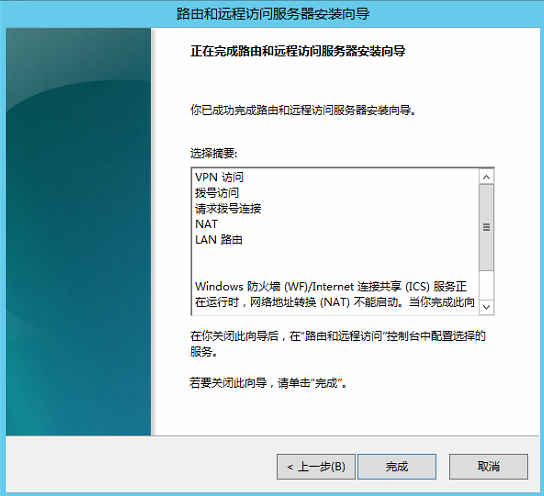 路由和远程访问服务器安装向导
正在完成路由和远程访问服务器安装向导
你已成功完成路由和远程访问服务器安装向导。
选择摘要:
VPN 访问
拨号访问
请求拨号连接
NAT
LAN 路由
Windows 防火墙 (WF)/Internet 连接共享 (ICS) 服务正
在运行时，网络地址转换 (NAT) 不能启动。当你完成此向
在你关闭此向导后，在"路由和远程访问"控制台中配置选择的
服务。
若要关闭此向导，请单击"完成"。
< 上一步(B)
完成
取消